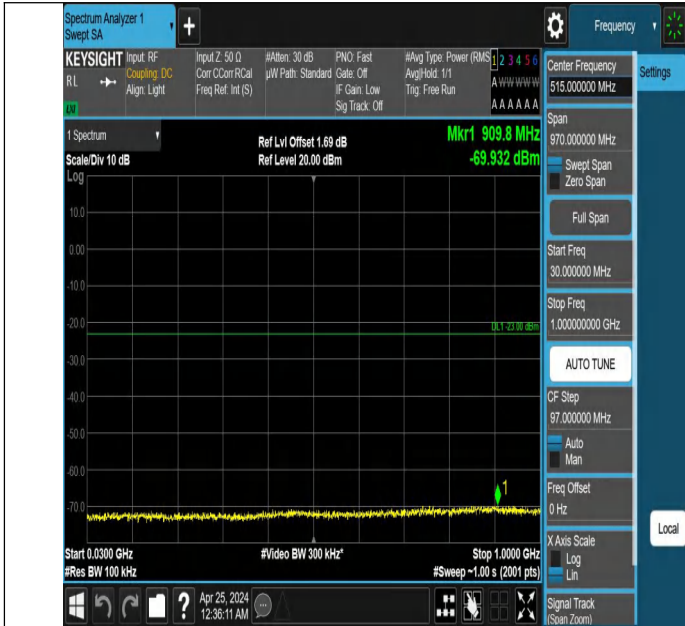 Spectrum Analyzer 1
Swept SA
+
Frequency
KEYSIGHT
RL
LXI
Input: RF
Coupling: DC
Align: Light
Input Z: 50 Ω
Corr CCorr RCal
Freq Ref: Int (S)
#Atten: 30 dB
µW Path: Standard
PNO: Fast
Gate: Off
IF Gain: Low
Sig Track: Off
#Avg Type: Power (RMS
Avg|Hold: 1/1
Trig: Free Run
1 2 3 4 5 6
A W W W W W
A A A A A A
1 Spectrum
Scale/Div 10 dB
Log
Ref Lvl Offset 1.69 dB
Ref Level 20.00 dBm
Mkr1 909.8 MHz
-69.932 dBm
10.0
0.00
-10.0
-20.0
DL1 -23.00 dBm
-30.0
-40.0
-50.0
-60.0
-70.0
1
Start 0.0300 GHz
#Res BW 100 kHz
#Video BW 300 kHz*
Stop 1.0000 GHz
#Sweep ~1.00 s (2001 pts)
?
Apr 25, 2024
12:36:11 AM
Center Frequency
515.000000 MHz
Settings
Span
970.000000 MHz
Swept Span
Zero Span
Full Span
Start Freq
30.000000 MHz
Stop Freq
1.000000000 GHz
AUTO TUNE
CF Step
97.000000 MHz
Auto
Man
Freq Offset
0 Hz
X Axis Scale
Log
Lin
Local
Signal Track
(Span Zoom)